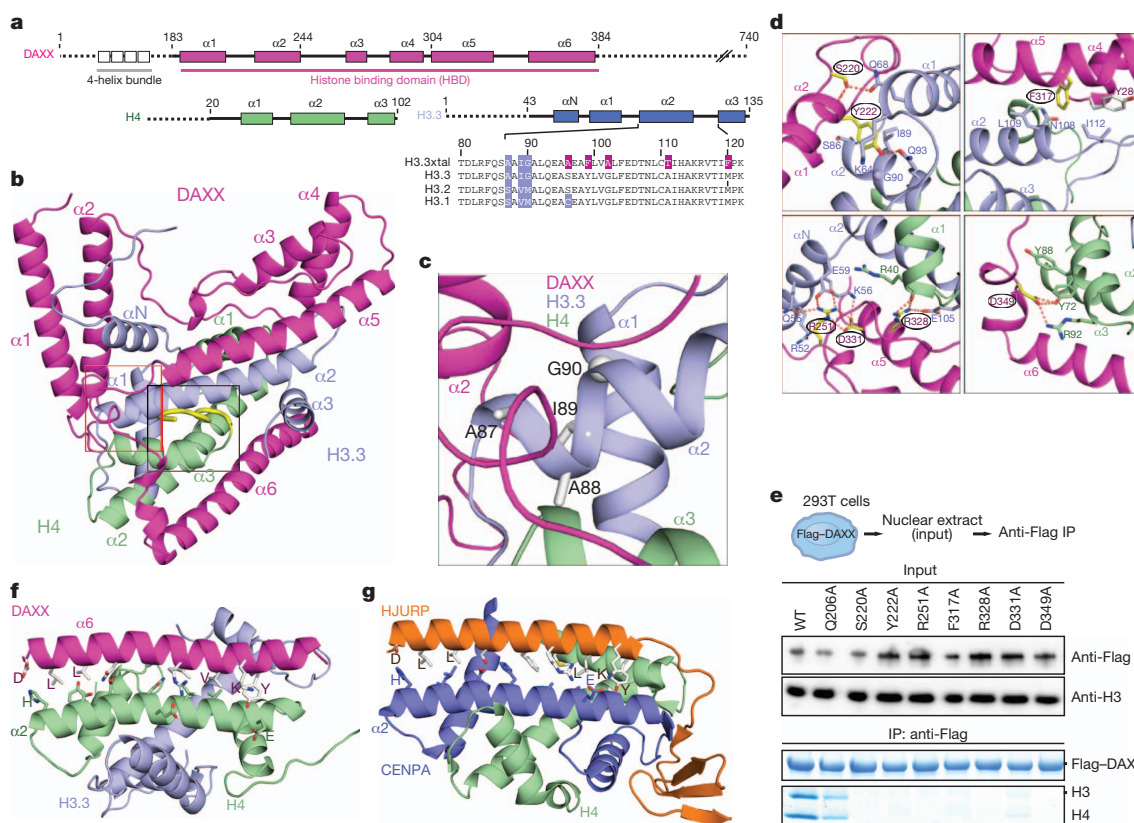 a
1 183 244 304 384 740
DAXX α1 α2 α3 α4 α5 α6
4-helix bundle Histone binding domain (HBD)
20 α1 α2 α3 102
H4
1 43 αN α1 α2 α3 135
H3.3
80 90 100 110 120
H3.3xtal TDLRFQSAAIGALQEAAEAYLVALFEDTNLCTIHAKRVTIFPK
H3.3 TDLRFQSAAIGALQEASEAYLVGLFEDTNLCAIHAKRVTIMPK
H3.2 TDLRFQSSAVMALQEASEAYLVGLFEDTNLCAIHAKRVTIMPK
H3.1 TDLRFQSSAVMALQEACEAYLVGLFEDTNLCAIHAKRVTIMPK
b
DAXX
α2
α4
α3
αN
α1
α5
α1
α1
α2
α3
α3
H3.3
α6
H4
α2
c
DAXX
H3.3
H4
α1
G90
α2
I89
A87
α2
A88
α3
d
S220
Q68
α1
α2
Y222
I89
S86
Q93
K64
G90
α2
α1
α5
α4
F317
L109
N108
I112
α2
α3
αN
α2
α1
E59
R40
K56
Q55
R251
R328
E105
D331
R52
α5
Y88
α2
D349
Y72
R92
α3
α6
e
293T cells
Flag–DAXX
Nuclear extract
(input)
Anti-Flag IP
Input
WT Q206A S220A Y222A R251A F317A R328A D331A D349A
Anti-Flag
Anti-H3
IP: anti-Flag
H3
H4
f
DAXX
α6
D L L V K Y
H
E
α2
H3.3
H4
g
HJURP
D L L L K Y
H
E
α2
CENPA
H4